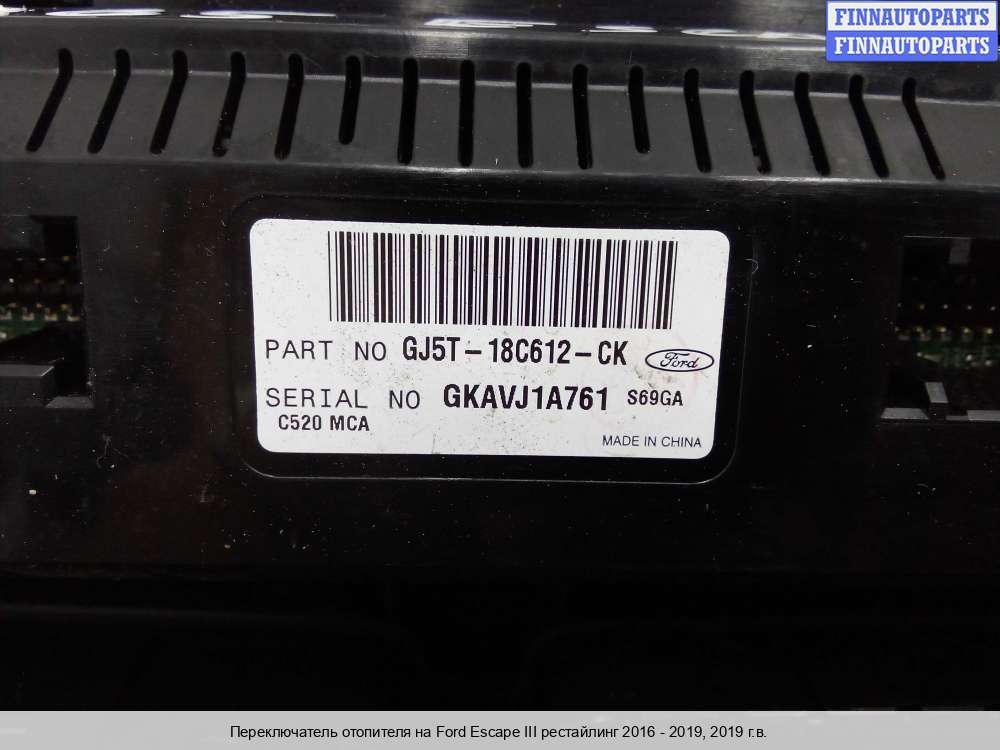 FINNAUTOPARTS
FINNAUTOPARTS
PART NO GJ5T-18C612-CK Ford
SERIAL NO GKAVJ1A761 S69GA
C520 MCA
MADE IN CHINA
Переключатель отопителя на Ford Escape III рестайлинг 2016 - 2019, 2019 г.в.